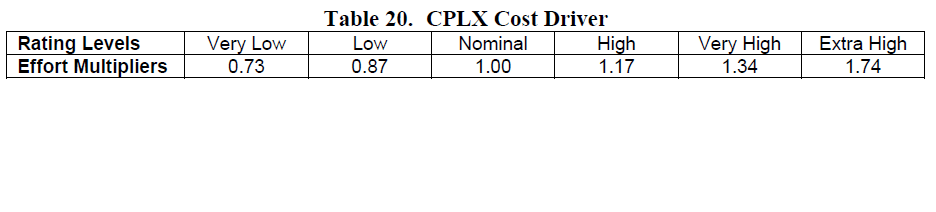 Table 20. CPLX Cost Driver
Rating Levels Very Low Low Nominal High Very High Extra High
Effort Multipliers 0.73 0.87 1.00 1.17 1.34 1.74